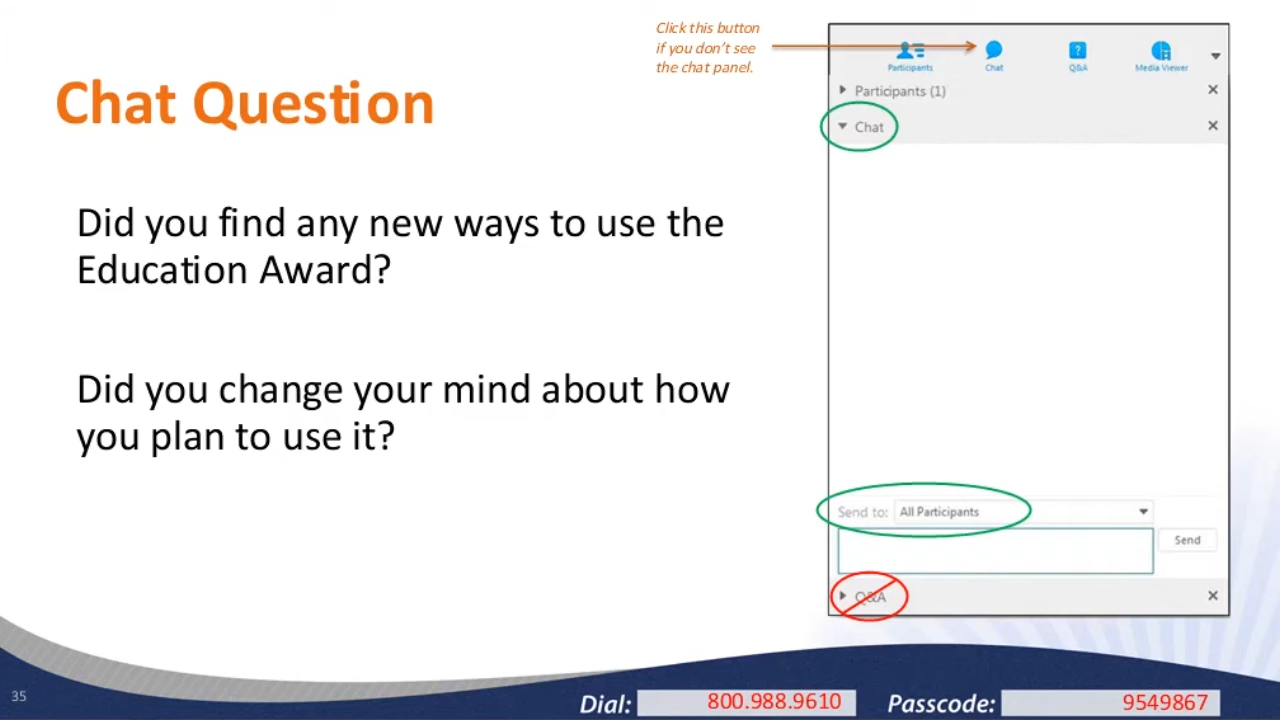 Click this button
if you don't see
the chat panel.
Chat Question
Did you find any new ways to use the
Education Award?
Did you change your mind about how
you plan to use it?
Participants
Chat
Q&A
Media Viewer
Participants (1)
Chat
Send to: All Participants
Send
Q&A
35
Dial: 800.988.9610 Passcode: 9549867